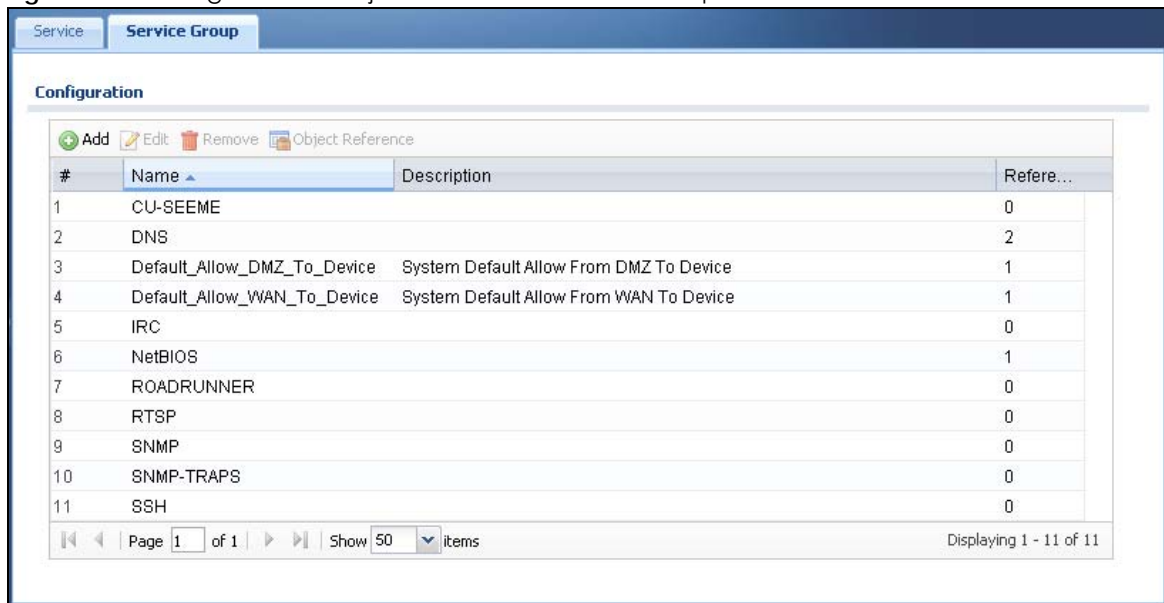 Service Service Group
Configuration
Add Edit Remove Object Reference
# Name Description Refere...
1 CU-SEEME 0
2 DNS 2
3 Default_Allow_DMZ_To_Device System Default Allow From DMZ To Device 1
4 Default_Allow_WAN_To_Device System Default Allow From WAN To Device 1
5 IRC 0
6 NetBIOS 1
7 ROADRUNNER 0
8 RTSP 0
9 SNMP 0
10 SNMP-TRAPS 0
11 SSH 0
Page 1 of 1 Show 50 items Displaying 1 - 11 of 11